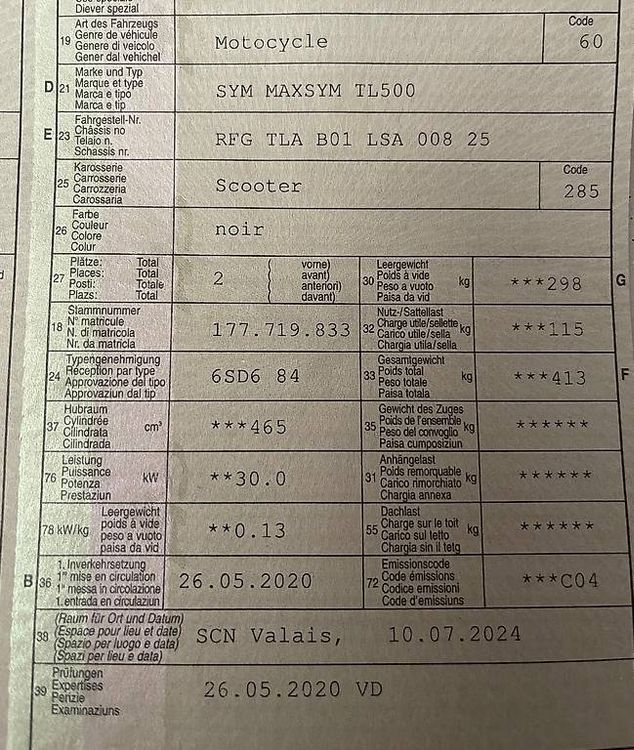 Diever spezial
19 Art des Fahrzeugs
Genre de véhicule
Genere di veicolo
Gener dal vichel
Motocycle
Code
60
D 21 Marke und Typ
Marque et type
Marca e tipo
Marca e tip
SYM MAXSYM TL500
E 23 Fahrgestell-Nr.
Châssis no
Telaio n.
Schassis nr.
RFG TLA B01 LSA 008 25
25 Karosserie
Carrosserie
Carrozzeria
Carossaria
Scooter
Code
285
26 Farbe
Couleur
Colore
Colur
noir
27 Plätze: Total
Places: Total
Posti: Totale
Plazs: Total
2
vorne)
avant)
anteriori)
davant)
30 Leergewicht
Poids à vide
Peso a vuoto
Paisa da vid
kg
***298
G
18 Stammnummer
N° matricule
N. di matricola
Nr. da matricla
177.719.833
32 Nutz-/Sattellast
Charge utile/sellette
Carico utile/sella
Chargia utila/sella
kg
***115
24 Typengenehmigung
Réception par type
Approvazione del tipo
Approvaziun dal tip
6SD6 84
33 Gesamtgewicht
Poids total
Peso totale
Paisa totala
kg
***413
F
37 Hubraum
Cylindrée
Cilindrata
Cilindrada
cm³
***465
35 Gewicht des Zuges
Poids de l'ensemble
Peso del convoglio
Paisa cumposiziun
kg
******
76 Leistung
Puissance
Potenza
Prestaziun
kW
**30.0
31 Anhängelast
Poids remorquable
Carico rimorchiato
Chargia annexa
kg
******
78 kW/kg
Leergewicht
poids à vide
peso a vuoto
paisa da vid
**0.13
55 Dachlast
Charge sur le toit
Carico sul tetto
Chargia sin il tetg
kg
******
B 36 1. Inverkehrsetzung
1re mise en circulation
1a messa in circolazione
1. entrada en circulaziun
26.05.2020
72 Emissionscode
Code émissions
Codice emissioni
Code d'emissiuns
***C04
38 (Raum für Ort und Datum)
(Espace pour lieu et date)
(Spazio per luogo e data)
(Spazi per lieu e data)
SCN Valais, 10.07.2024
39 Prüfungen
Expertises
Perizie
Examinaziuns
26.05.2020 VD